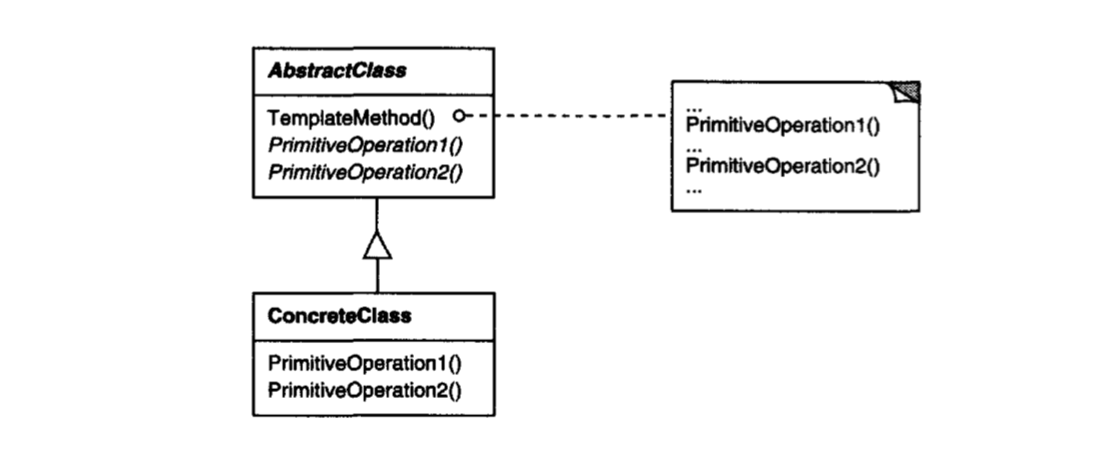 AbstractClass
TemplateMethod()
PrimitiveOperation1()
PrimitiveOperation2()
...
PrimitiveOperation1()
...
PrimitiveOperation2()
...
ConcreteClass
PrimitiveOperation1()
PrimitiveOperation2()